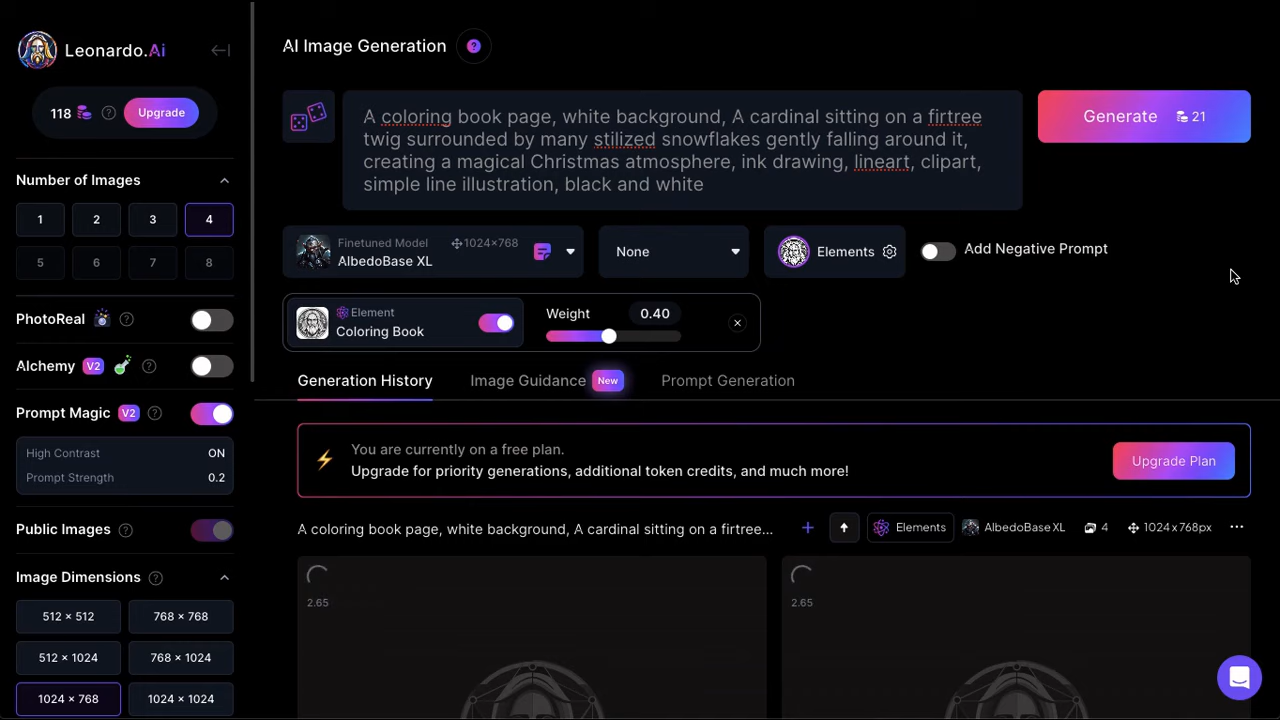 Leonardo.Ai
118
Upgrade
Number of Images
1
2
3
4
5
6
7
8
PhotoReal
Alchemy
V2
Prompt Magic
V2
High Contrast
ON
Prompt Strength
0.2
Public Images
Image Dimensions
512 × 512
768 × 768
512 × 1024
768 × 1024
1024 × 768
1024 × 1024
AI Image Generation
A coloring book page, white background, A cardinal sitting on a firtree
twig surrounded by many stilized snowflakes gently falling around it,
creating a magical Christmas atmosphere, ink drawing, lineart, clipart,
simple line illustration, black and white
Generate
21
Finetuned Model
1024×768
AlbedoBase XL
None
Elements
Add Negative Prompt
Element
Coloring Book
Weight
0.40
Generation History
Image Guidance
New
Prompt Generation
You are currently on a free plan.
Upgrade for priority generations, additional token credits, and much more!
Upgrade Plan
A coloring book page, white background, A cardinal sitting on a firtree...
Elements
AlbedoBase XL
4
1024 x 768px
2.65
2.65